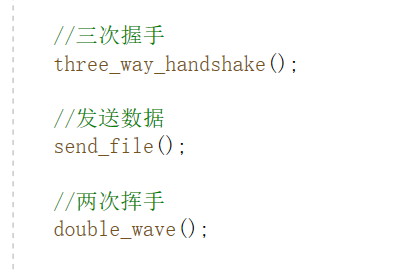 //三次握手
three_way_handshake();
//发送数据
send_file();
//两次挥手
double_wave();